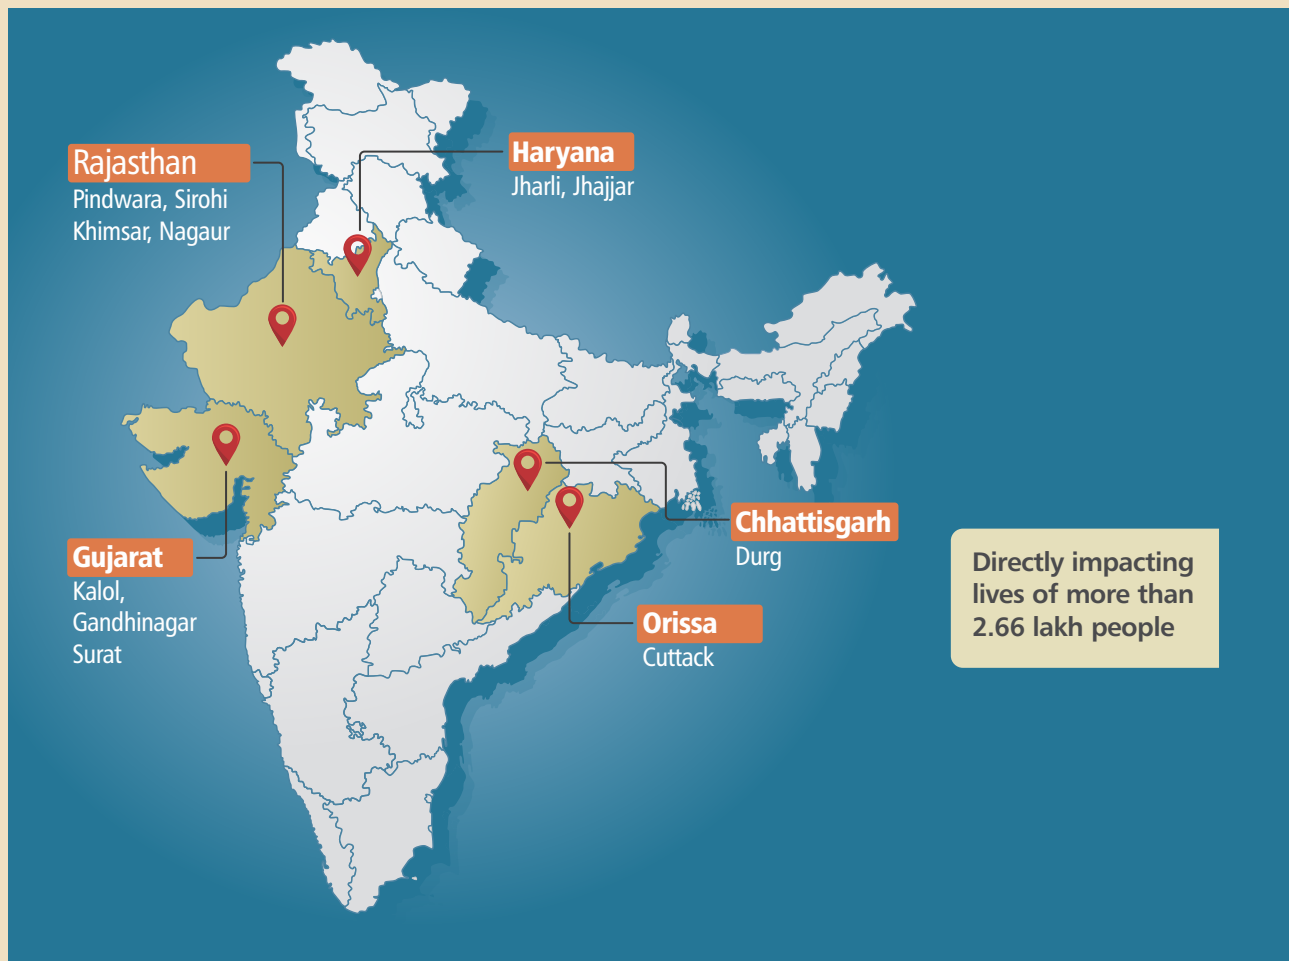 Rajasthan
Pindwara, Sirohi
Khimsar, Nagaur
Haryana
Jharli, Jhajjar
Gujarat
Kalol,
Gandhinagar
Surat
Chhattisgarh
Durg
Orissa
Cuttack
Directly impacting
lives of more than
2.66 lakh people